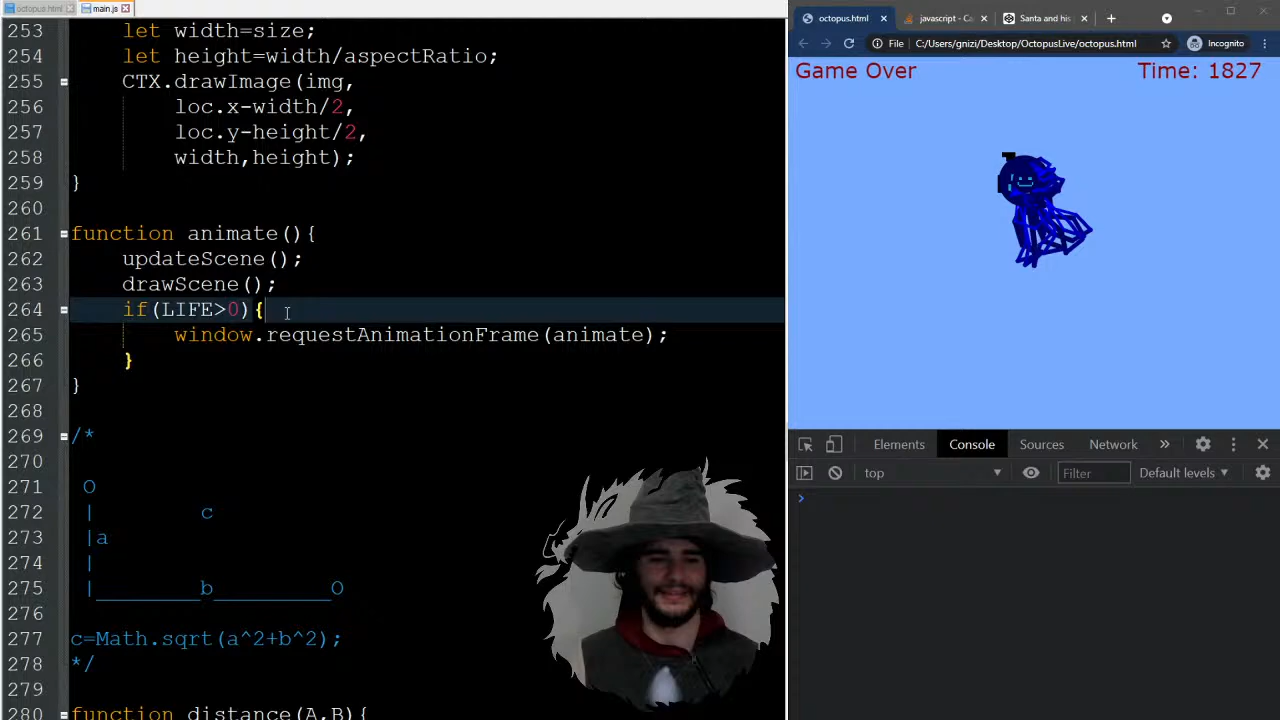 octopus.html
main.js
253 let width=size;
254 let height=width/aspectRatio;
255 CTX.drawImage(img,
256 loc.x-width/2,
257 loc.y-height/2,
258 width,height);
259 }
260
261 function animate(){
262 updateScene();
263 drawScene();
264 if(LIFE>0){
265 window.requestAnimationFrame(animate);
266 }
267 }
268
269 /*
270
271 O
272 | c
273 |a
274 |
275 |_________b_________O
276
277 c=Math.sqrt(a^2+b^2);
278 */
279
280 function distance(A,B){
octopus.html
javascript - Ca
Santa and his
File C:/Users/gnizi/Desktop/OctopusLive/octopus.html
Incognito
Game Over
Time: 1827
Elements
Console
Sources
Network
top
Filter
Default levels